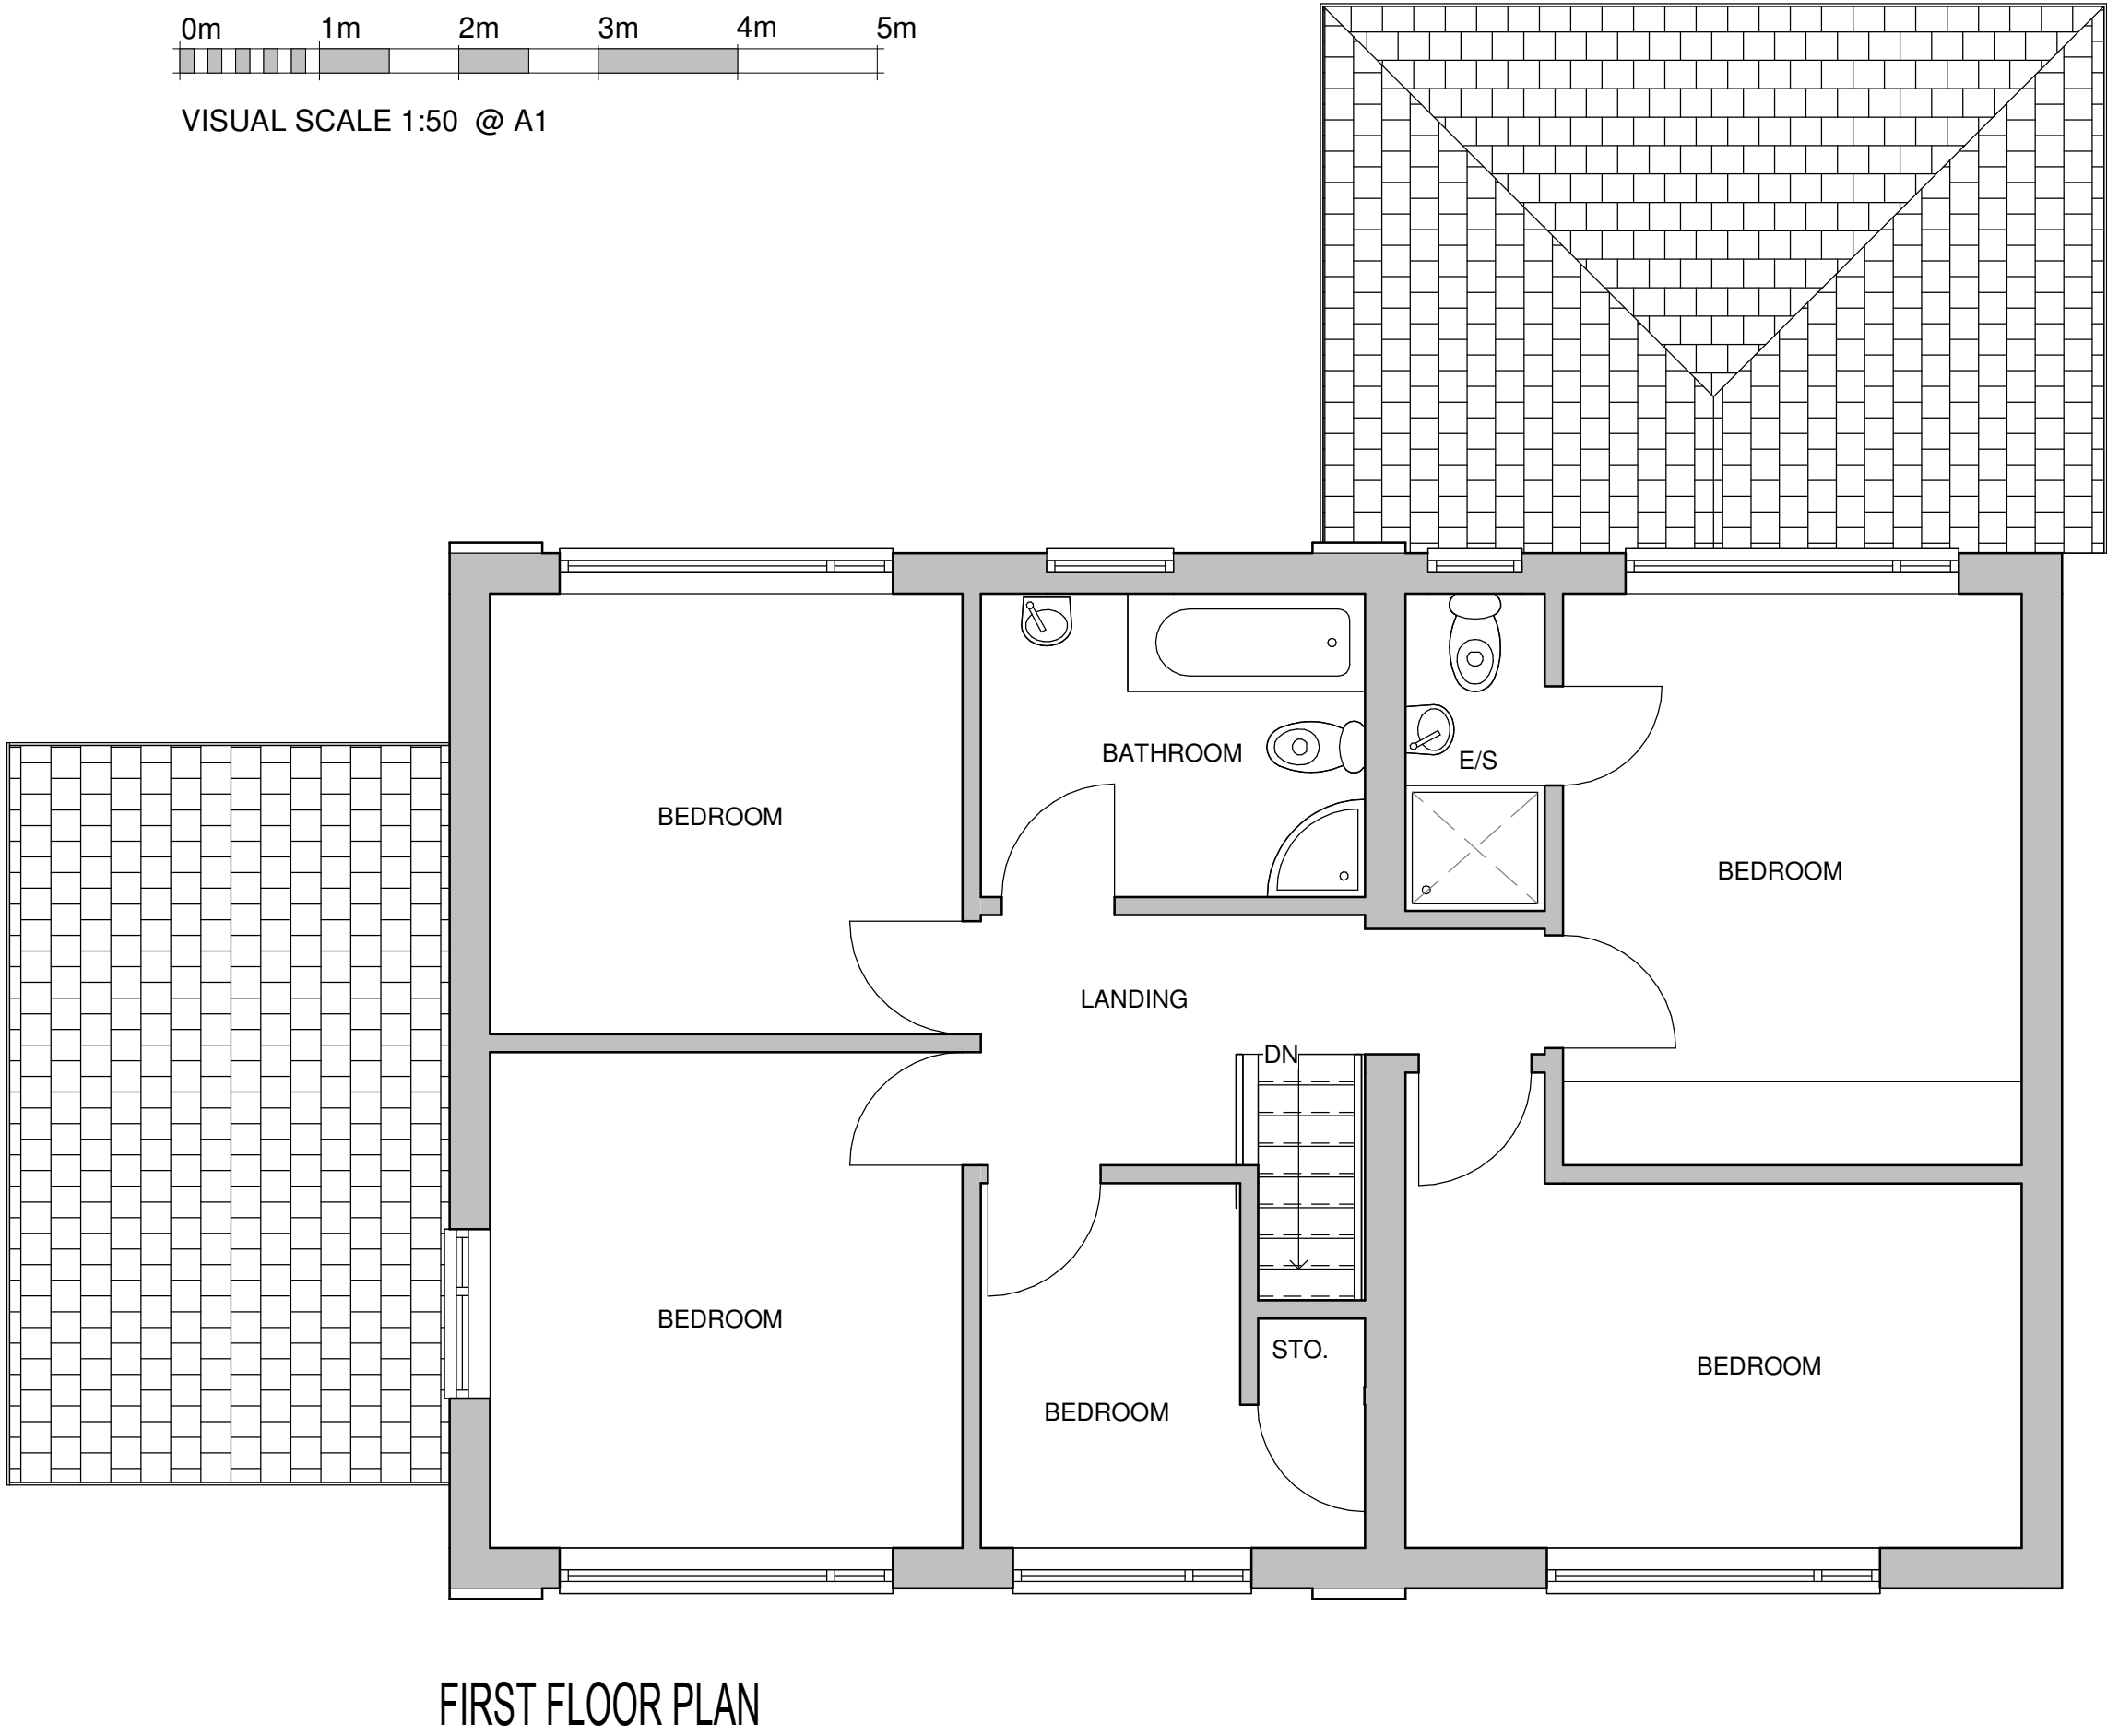 0m 1m 2m 3m 4m 5m
VISUAL SCALE 1:50 @ A1
BATHROOM
E/S
BEDROOM
BEDROOM
LANDING
DN
BEDROOM
STO.
BEDROOM
BEDROOM
FIRST FLOOR PLAN